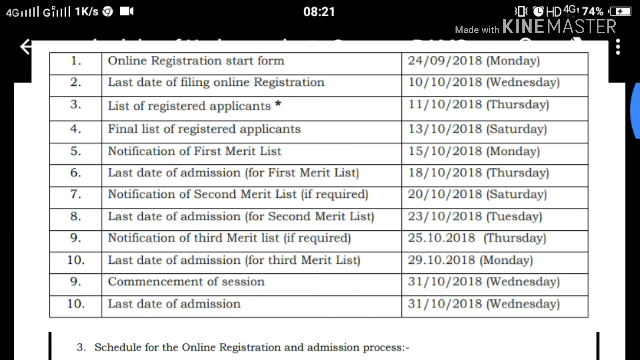 4G G 1K/s 08:21 HD 4G 74%
Made with KINEMASTER
1. Online Registration start form 24/09/2018 (Monday)
2. Last date of filing online Registration 10/10/2018 (Wednesday)
3. List of registered applicants * 11/10/2018 (Thursday)
4. Final list of registered applicants 13/10/2018 (Saturday)
5. Notification of First Merit List 15/10/2018 (Monday)
6. Last date of admission (for First Merit List) 18/10/2018 (Thursday)
7. Notification of Second Merit List (if required) 20/10/2018 (Saturday)
8. Last date of admission (for Second Merit List) 23/10/2018 (Tuesday)
9. Notification of third Merit list (if required) 25.10.2018 (Thursday)
10. Last date of admission (for third Merit List) 29.10.2018 (Monday)
9. Commencement of session 31/10/2018 (Wednesday)
10. Last date of admission 31/10/2018 (Wednesday)
3. Schedule for the Online Registration and admission process:-